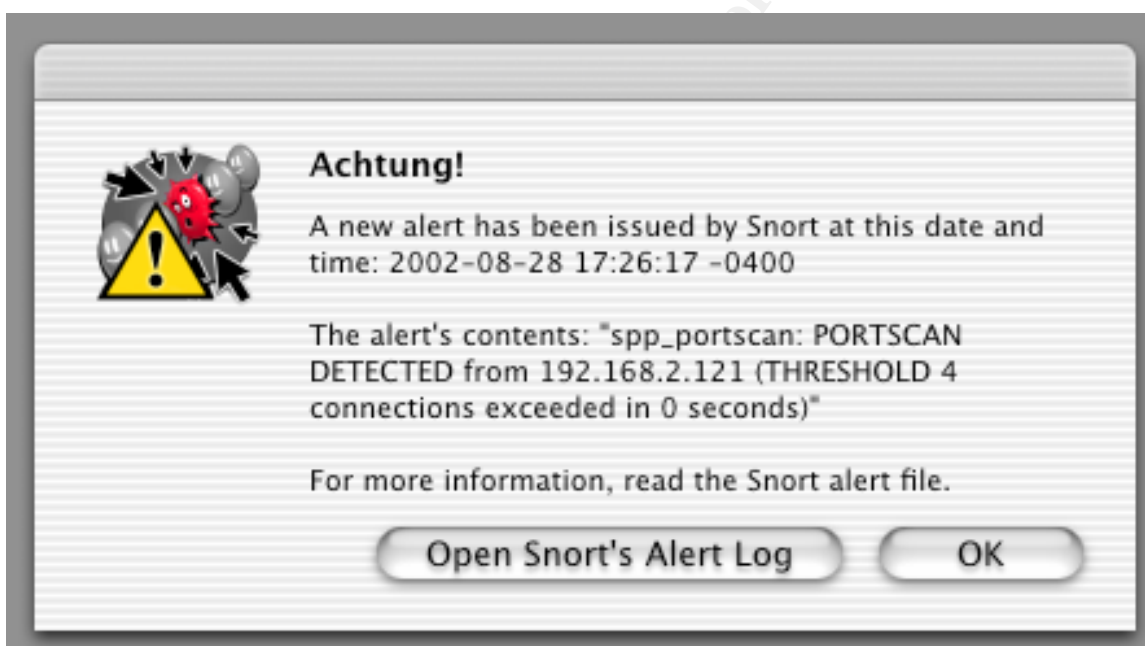 Achtung!
A new alert has been issued by Snort at this date and
time: 2002-08-28 17:26:17 -0400
The alert's contents: "spp_portscan: PORTSCAN
DETECTED from 192.168.2.121 (THRESHOLD 4
connections exceeded in 0 seconds)"
For more information, read the Snort alert file.
Open Snort's Alert Log
OK